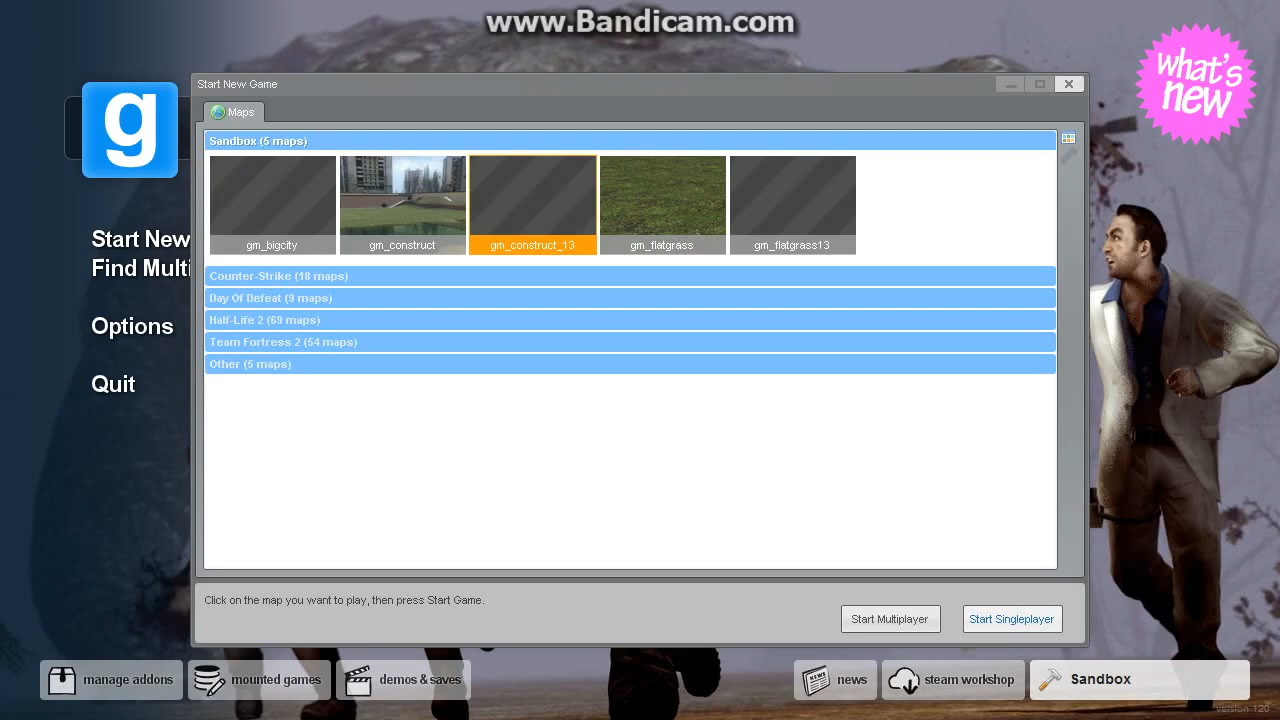 www.Bandicam.com
what's
new
g
Start New Game
Maps
Sandbox (5 maps)
gm_bigcity
gm_construct
gm_construct_13
gm_flatgrass
gm_flatgrass13
Counter-Strike (18 maps)
Day Of Defeat (9 maps)
Half-Life 2 (69 maps)
Team Fortress 2 (54 maps)
Other (5 maps)
Start New
Find Multi
Options
Quit
Click on the map you want to play, then press Start Game.
Start Multiplayer
Start Singleplayer
manage addons
mounted games
demos & saves
NEWS
news
steam workshop
Sandbox
version 120